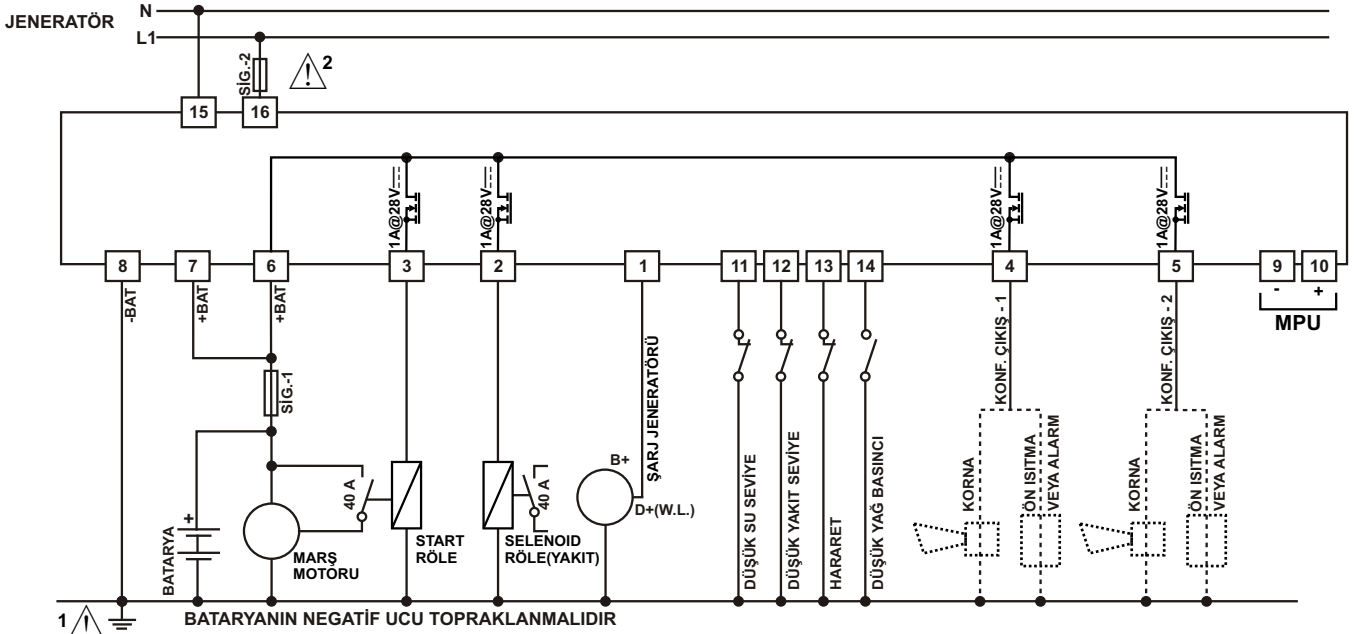 JENERATÖR
N
L1
SİG.-2
2
15
16
1A@28V
1A@28V
1A@28V
1A@28V
8
7
6
3
2
1
11
12
13
14
4
5
9
10
-BAT
+BAT
+BAT
- +
MPU
SİG.-1
ŞARJ JENERATÖRÜ
DÜŞÜK SU SEVİYE
DÜŞÜK YAKIT SEVİYE
HARARET
DÜŞÜK YAĞ BASINCI
KONF. ÇIKIŞ - 1
KONF. ÇIKIŞ - 2
KORNA
ÖN ISITMA
VEYA ALARM
KORNA
ÖN ISITMA
VEYA ALARM
BATARYA
+
MARŞ
MOTORU
40 A
START
RÖLE
40 A
SELENOID
RÖLE(YAKIT)
B+
D+(W.L.)
1
BATARYANIN NEGATİF UCU TOPRAKLANMALIDIR